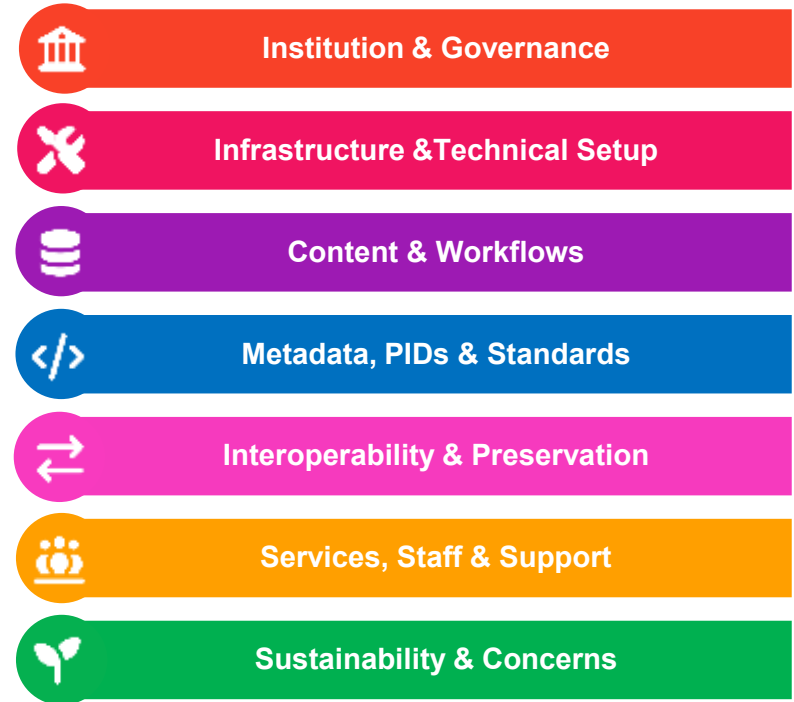 Institution & Governance
Infrastructure &Technical Setup
Content & Workflows
</> Metadata, PIDs & Standards
Interoperability & Preservation
Services, Staff & Support
Sustainability & Concerns